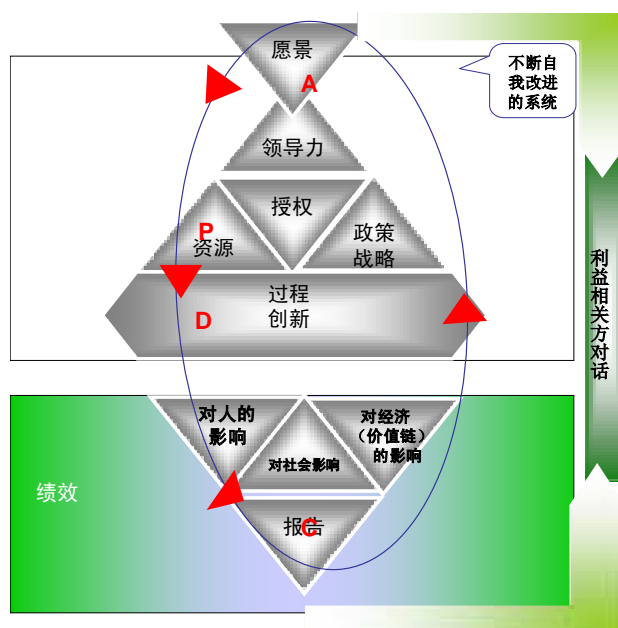 愿景
A
不断自
我改进
的系统
领导力
授权
P
资源
政策
战略
过程
创新
D
利益相关方对话
对人的
影响
对社会影响
对经济
（价值链）
的影响
绩效
报告
C